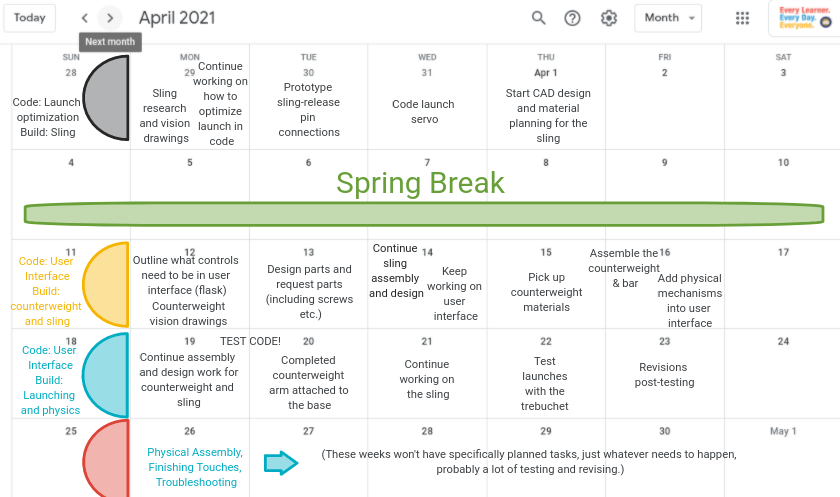 Today
April 2021
Month
Every Learner.
Every Day.
Everyone.
Next month
SUN
MON
TUE
WED
THU
FRI
SAT
28
29
30
31
Apr 1
2
3
Code: Launch
optimization
Build: Sling
Sling
research
and vision
drawings
Continue
working on
how to
optimize
launch in
code
Prototype
sling-release
pin
connections
Code launch
servo
Start CAD design
and material
planning for the
sling
4
5
6
7
8
9
10
Spring Break
11
12
13
14
15
16
17
Code: User
Interface
Build:
counterweight
and sling
Outline what controls
need to be in user
interface (flask)
Counterweight
vision drawings
Design parts and
request parts
(including screws
etc.)
Continue
sling
assembly
and design
Keep
working on
user
interface
Pick up
counterweight
materials
Assemble the
counterweight
& bar
Add physical
mechanisms
into user
interface
18
19
TEST CODE!
20
21
22
23
24
Code: User
Interface
Build:
Launching
and physics
Continue assembly
and design work for
counterweight and
sling
Completed
counterweight
arm attached to
the base
Continue
working on
the sling
Test
launches
with the
trebuchet
Revisions
post-testing
25
26
27
28
29
30
May 1
Physical Assembly,
Finishing Touches,
Troubleshooting
(These weeks won't have specifically planned tasks, just whatever needs to happen,
probably a lot of testing and revising.)